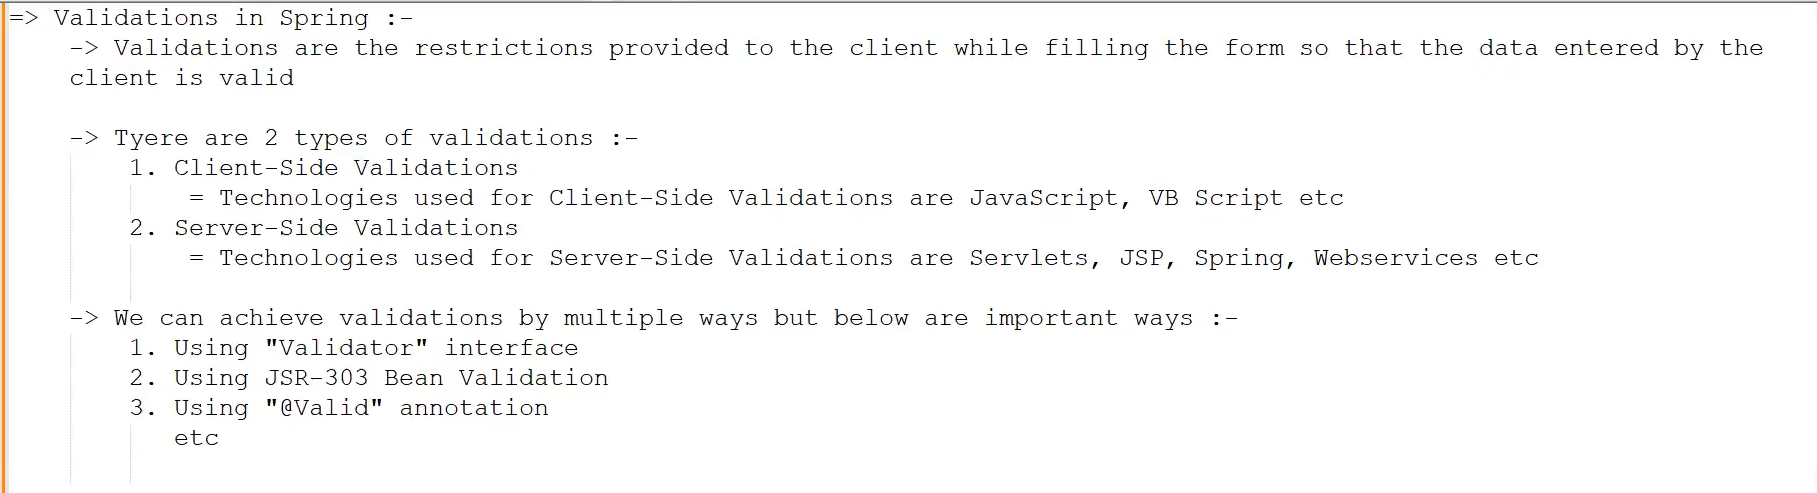 => Validations in Spring :-
-> Validations are the restrictions provided to the client while filling the form so that the data entered by the
client is valid
-> Tyere are 2 types of validations :-
1. Client-Side Validations
= Technologies used for Client-Side Validations are JavaScript, VB Script etc
2. Server-Side Validations
= Technologies used for Server-Side Validations are Servlets, JSP, Spring, Webservices etc
-> We can achieve validations by multiple ways but below are important ways :-
1. Using "Validator" interface
2. Using JSR-303 Bean Validation
3. Using "@Valid" annotation
etc